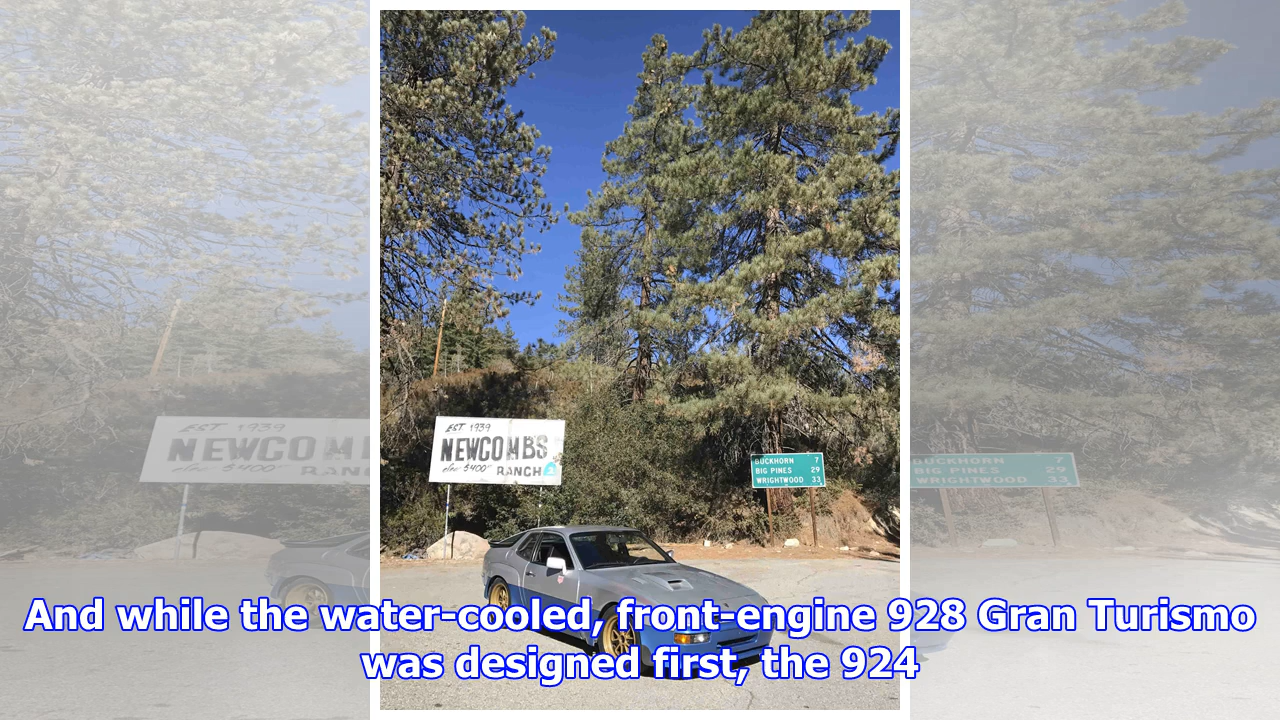 EST 1939
NEWCOMBS
elev 5400'
RANCH
BUCKHORN 7
BIG PINES 29
WRIGHTWOOD 33
And while the water-cooled, front-engine 928 Gran Turismo
was designed first, the 924